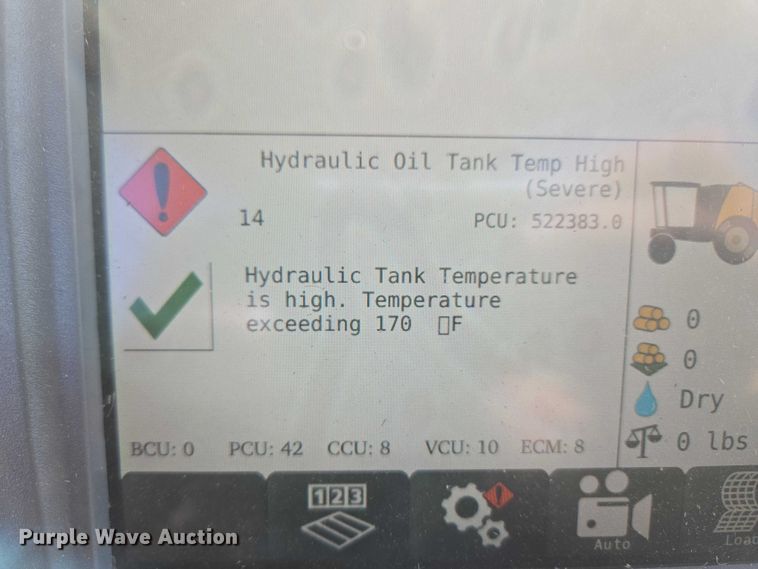 Hydraulic Oil Tank Temp High
(Severe)
14 PCU: 522383.0
Hydraulic Tank Temperature
is high. Temperature
exceeding 170 □F
0
0
Dry
0 lbs
BCU: 0 PCU: 42 CCU: 8 VCU: 10 ECM: 8
123
Auto
Purple Wave Auction